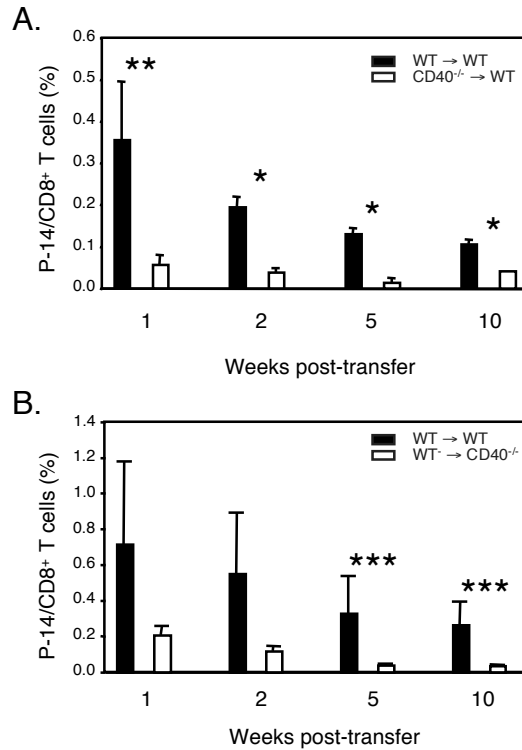 A.
P-14/CD8⁺ T cells (%)
0.6
0.5
0.4
0.3
0.2
0.1
0.0
WT → WT
CD40⁻/⁻ → WT
**
*
*
*
1 2 5 10
Weeks post-transfer
B.
P-14/CD8⁺ T cells (%)
1.4
1.2
1.0
0.8
0.6
0.4
0.2
0.0
WT → WT
WT⁻ → CD40⁻/⁻
***
***
1 2 5 10
Weeks post-transfer